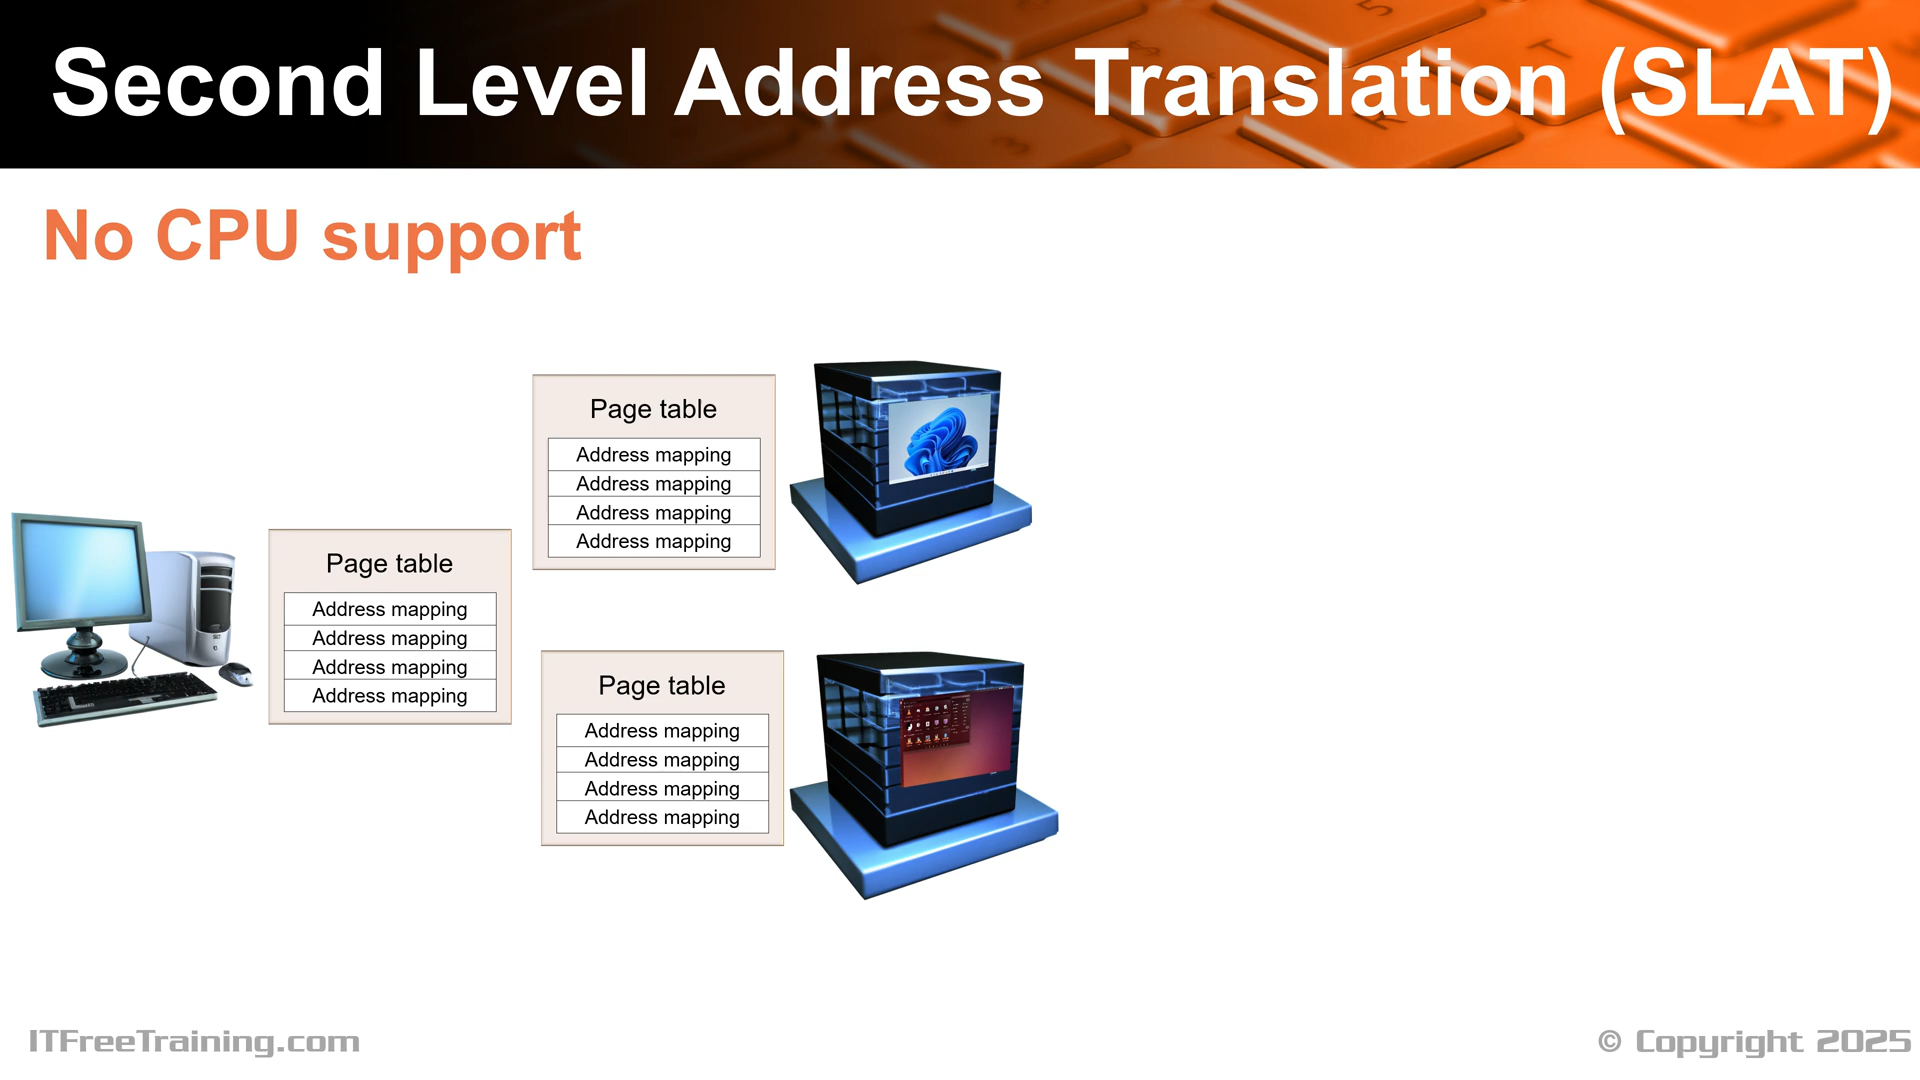 Second Level Address Translation (SLAT)
No CPU support
Page table
Address mapping
Address mapping
Address mapping
Address mapping
Page table
Address mapping
Address mapping
Address mapping
Address mapping
Page table
Address mapping
Address mapping
Address mapping
Address mapping
ITFreeTraining.com
© Copyright 2025